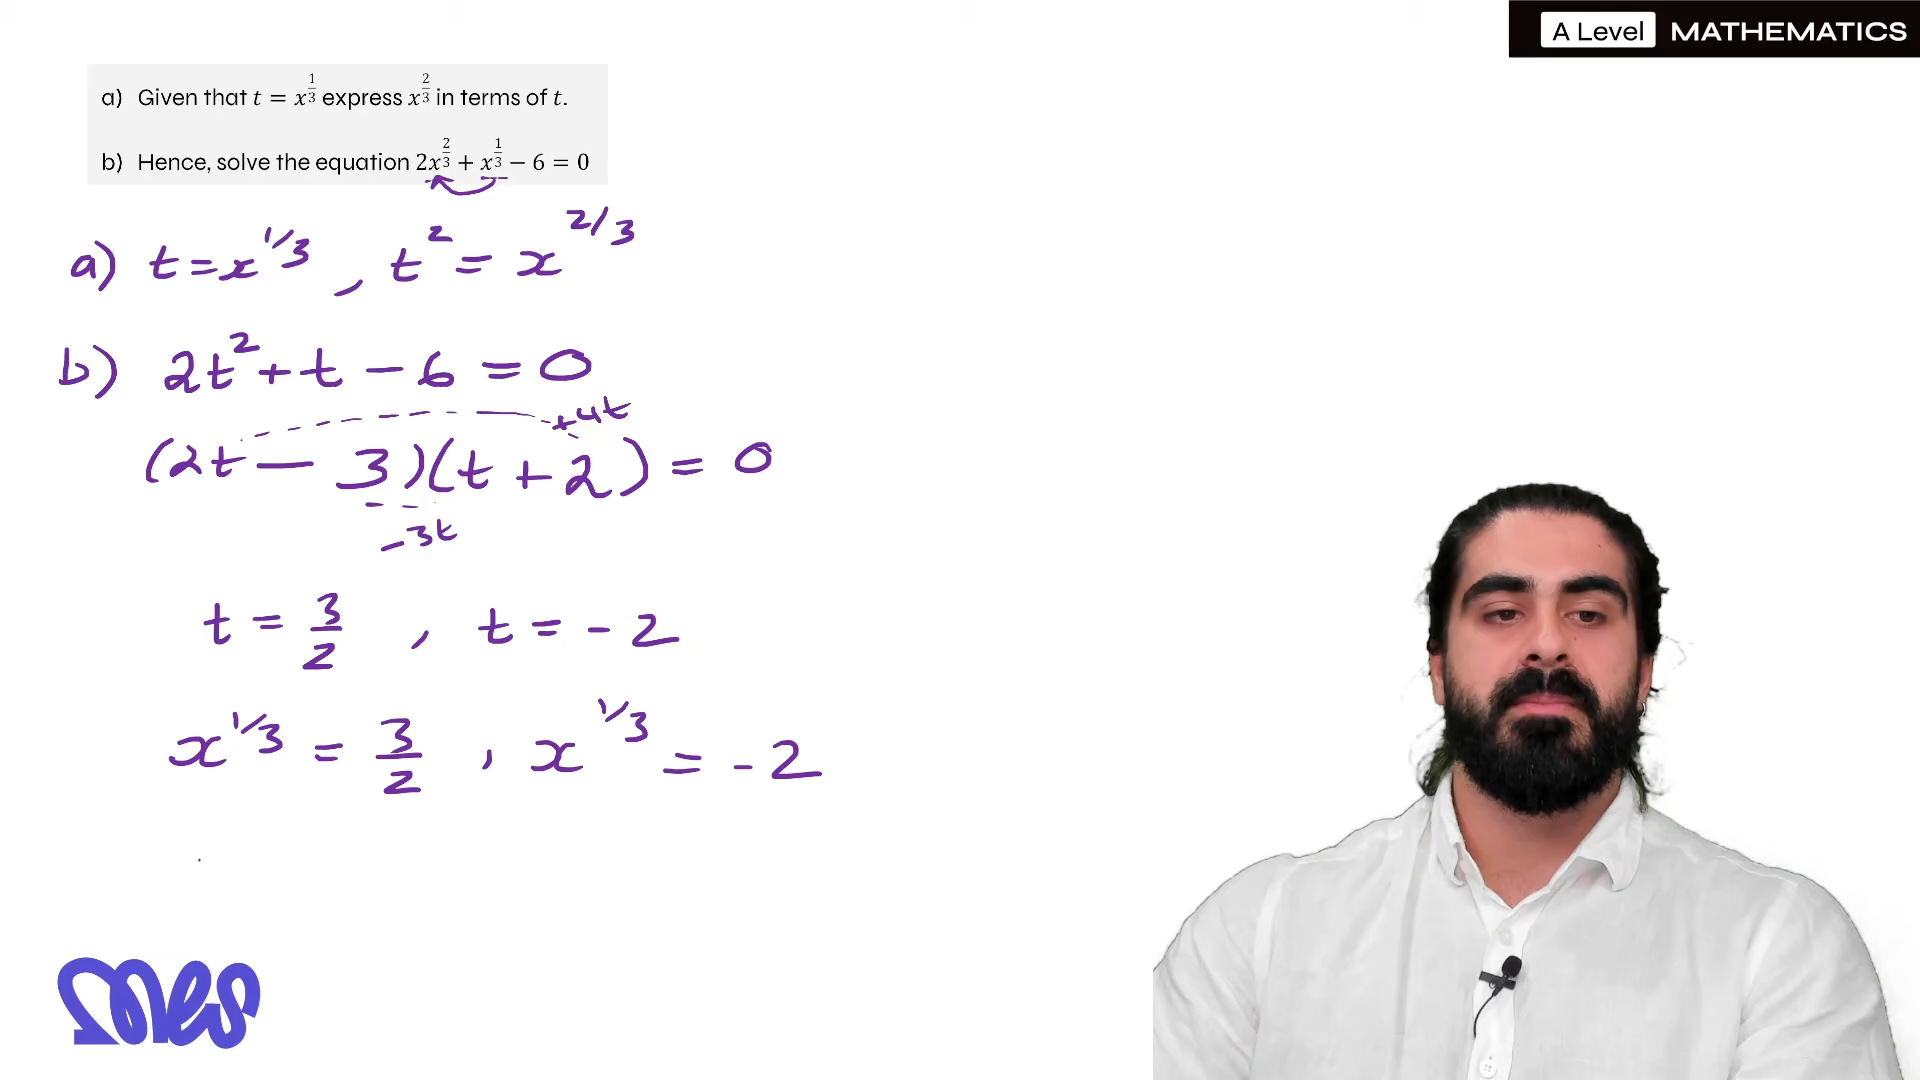 A Level MATHEMATICS
a) Given that t = x^{1/3} express x^{2/3} in terms of t.
b) Hence, solve the equation 2x^{2/3} + x^{1/3} − 6 = 0
a) t = x^{1/3} , t^2 = x^{2/3}
b) 2t^2 + t − 6 = 0
+4t
(2t − 3)(t + 2) = 0
−3t
t = 3/2 , t = −2
x^{1/3} = 3/2 , x^{1/3} = −2